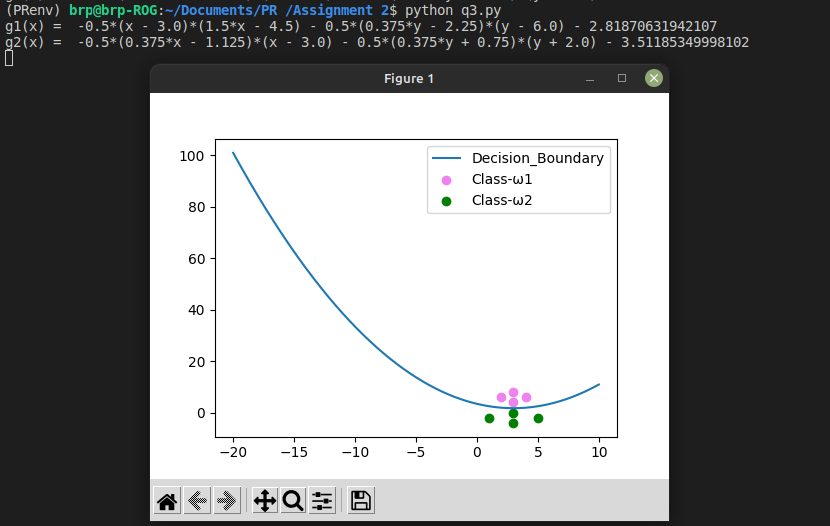 (PRenv) brp@brp-ROG:~/Documents/PR /Assignment 2$ python q3.py
g1(x) =  -0.5*(x - 3.0)*(1.5*x - 4.5) - 0.5*(0.375*y - 2.25)*(y - 6.0) - 2.81870631942107
g2(x) =  -0.5*(0.375*x - 1.125)*(x - 3.0) - 0.5*(0.375*y + 0.75)*(y + 2.0) - 3.51185349998102
Figure 1
Decision_Boundary
Class-ω1
Class-ω2
100
80
60
40
20
0
−20 −15 −10 −5 0 5 10